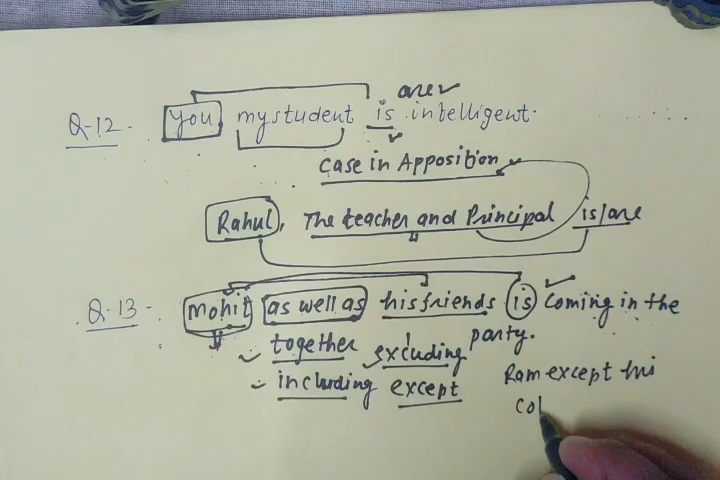 are
Q-12- you my student is intelligent.
case in Apposition
Rahul, The teacher and Principal is/are
Q-13- Mohit as well as his friends is coming in the
party.
together excluding
including except
Ram except his
col